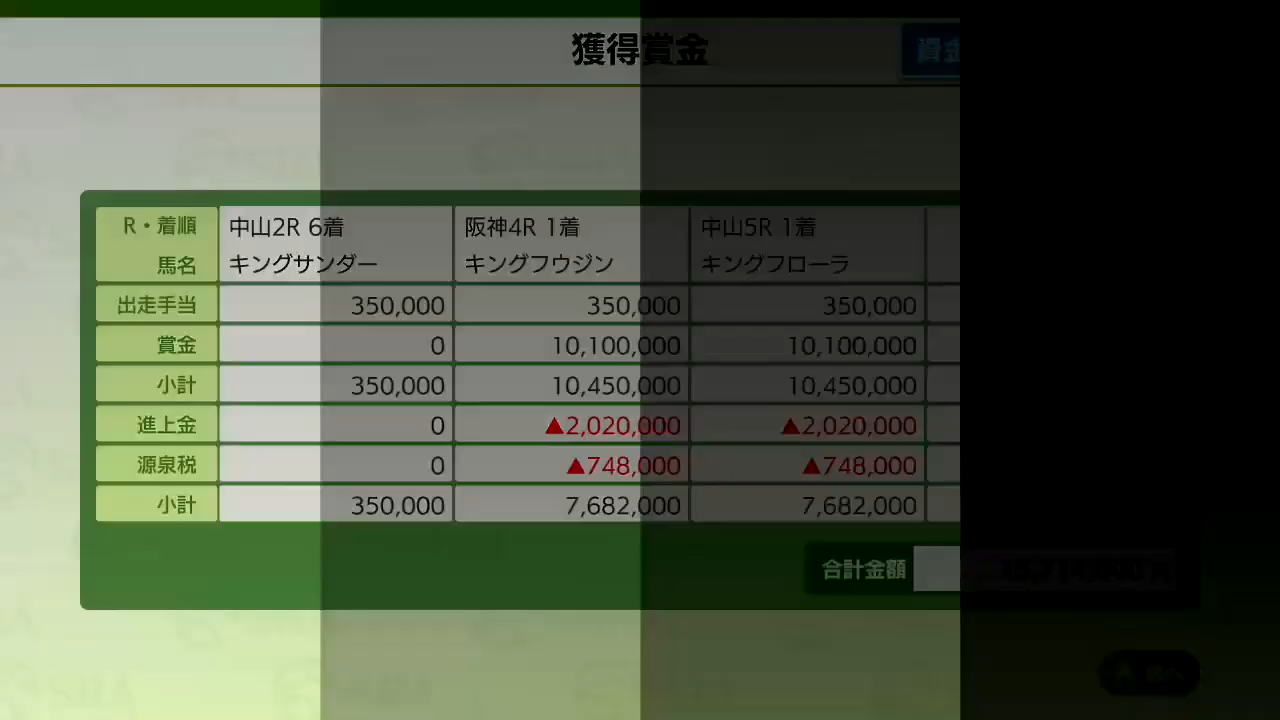 獲得賞金
資金
R・着順 中山2R 6着 阪神4R 1着 中山5R 1着
馬名 キングサンダー キングフウジン キングフローラ
出走手当 350,000 350,000 350,000
賞金 0 10,100,000 10,100,000
小計 350,000 10,450,000 10,450,000
進上金 0 ▲2,020,000 ▲2,020,000
源泉税 0 ▲748,000 ▲748,000
小計 350,000 7,682,000 7,682,000
合計金額